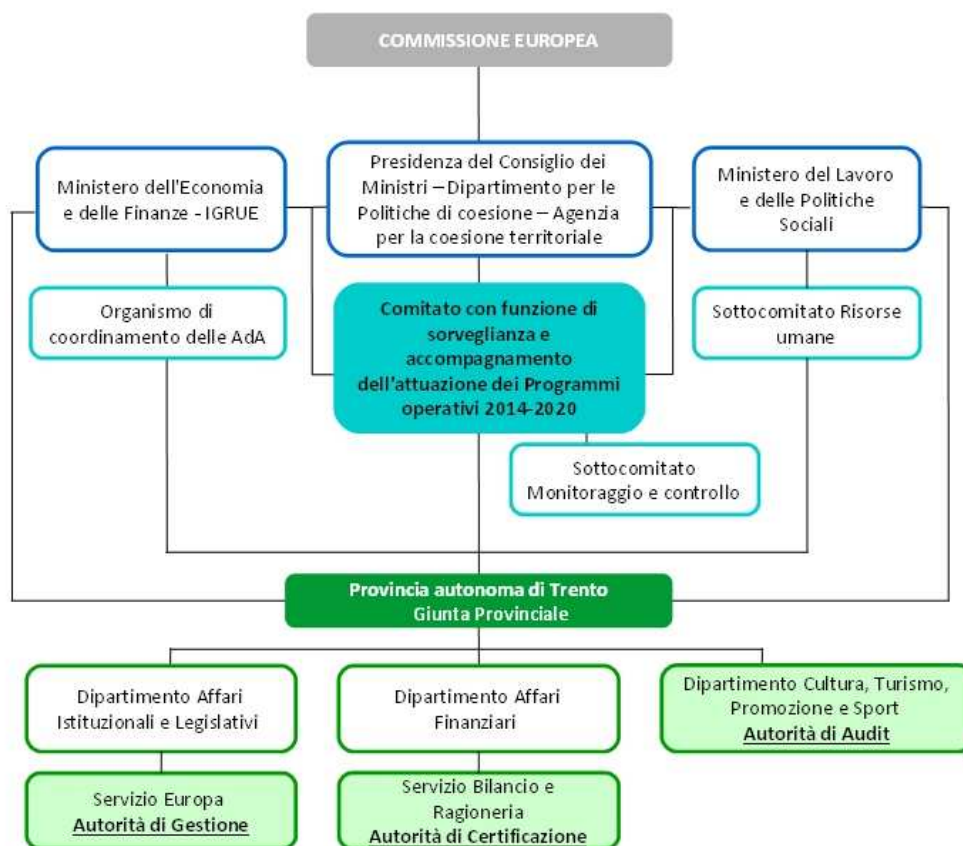 COMMISSIONE EUROPEA
Ministero dell'Economia
e delle Finanze - IGRUE
Presidenza del Consiglio dei
Ministri – Dipartimento per le
Politiche di coesione – Agenzia
per la coesione territoriale
Ministero del Lavoro
e delle Politiche
Sociali
Organismo di
coordinamento delle AdA
Comitato con funzione di
sorveglianza e
accompagnamento
dell'attuazione dei Programmi
operativi 2014-2020
Sottocomitato Risorse
umane
Sottocomitato
Monitoraggio e controllo
Provincia autonoma di Trento
Giunta Provinciale
Dipartimento Affari
Istituzionali e Legislativi
Dipartimento Affari
Finanziari
Dipartimento Cultura, Turismo,
Promozione e Sport
Autorità di Audit
Servizio Europa
Autorità di Gestione
Servizio Bilancio e
Ragioneria
Autorità di Certificazione